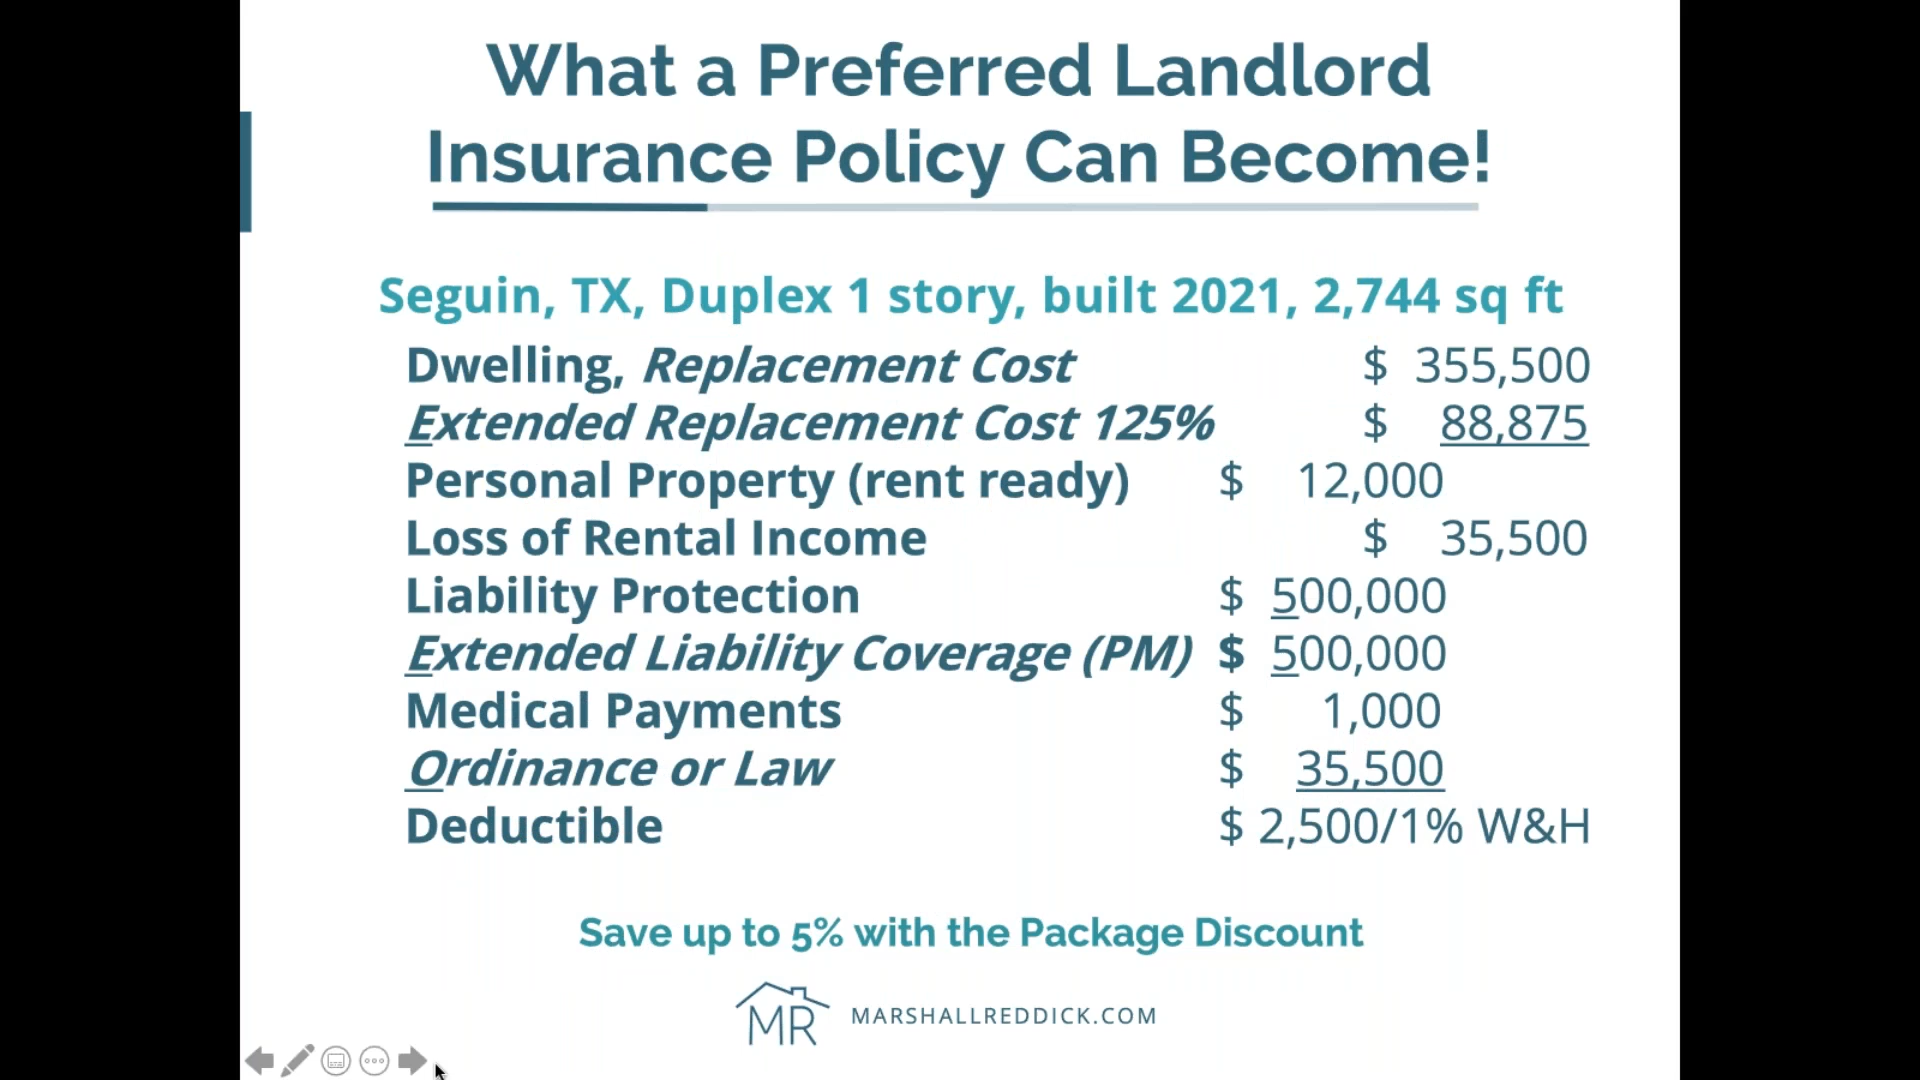 What a Preferred Landlord
Insurance Policy Can Become!
Seguin, TX, Duplex 1 story, built 2021, 2,744 sq ft
Dwelling, Replacement Cost $ 355,500
Extended Replacement Cost 125% $ 88,875
Personal Property (rent ready) $ 12,000
Loss of Rental Income $ 35,500
Liability Protection $ 500,000
Extended Liability Coverage (PM) $ 500,000
Medical Payments $ 1,000
Ordinance or Law $ 35,500
Deductible $ 2,500/1% W&H
Save up to 5% with the Package Discount
MR MARSHALLREDDICK.COM